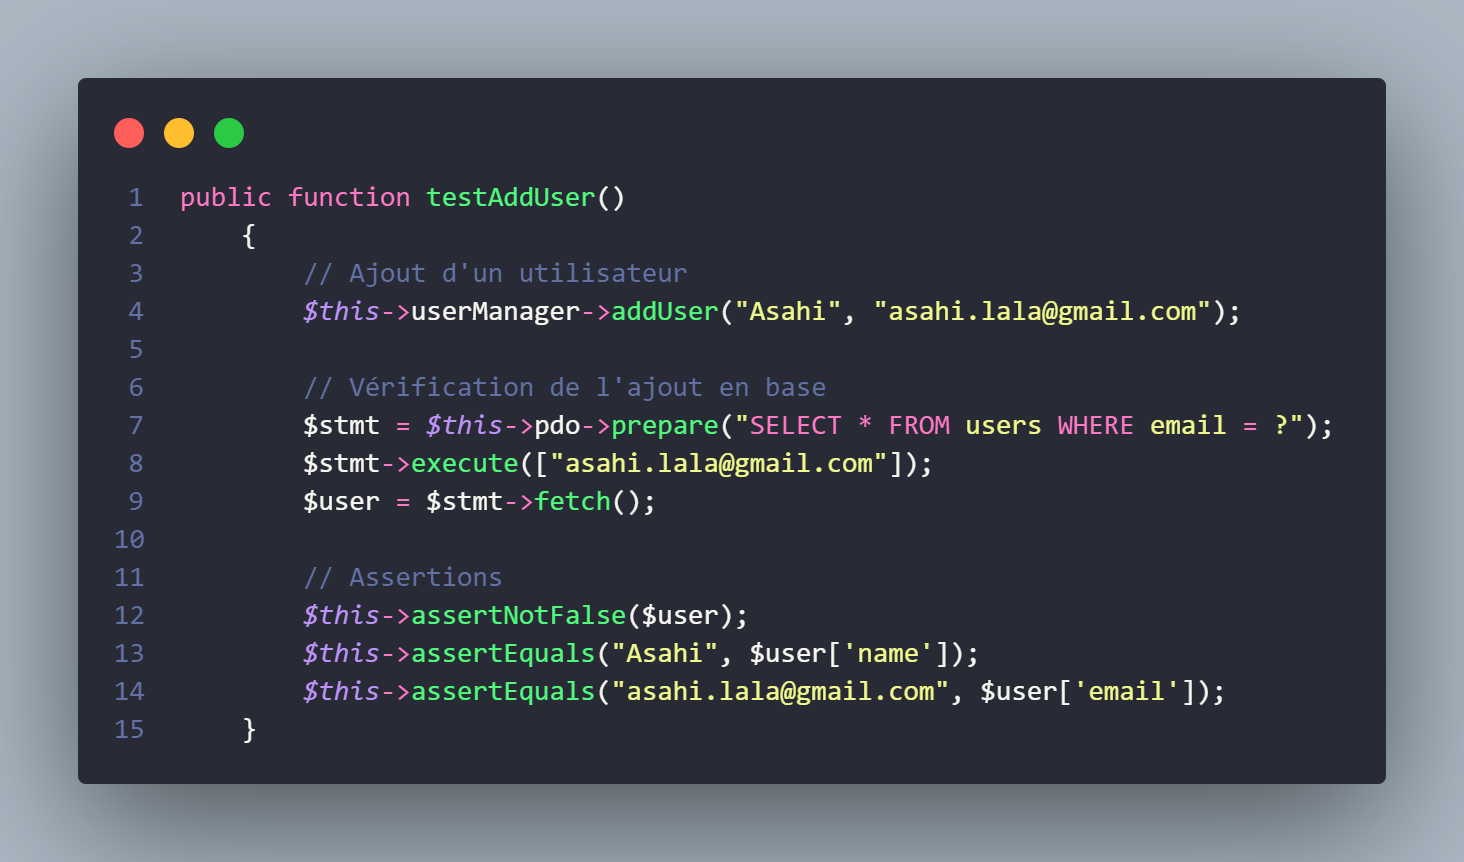 1 public function testAddUser()
2 {
3 // Ajout d'un utilisateur
4 $this->userManager->addUser("Asahi", "asahi.lala@gmail.com");
5
6 // Vérification de l'ajout en base
7 $stmt = $this->pdo->prepare("SELECT * FROM users WHERE email = ?");
8 $stmt->execute(["asahi.lala@gmail.com"]);
9 $user = $stmt->fetch();
10
11 // Assertions
12 $this->assertNotFalse($user);
13 $this->assertEquals("Asahi", $user['name']);
14 $this->assertEquals("asahi.lala@gmail.com", $user['email']);
15 }